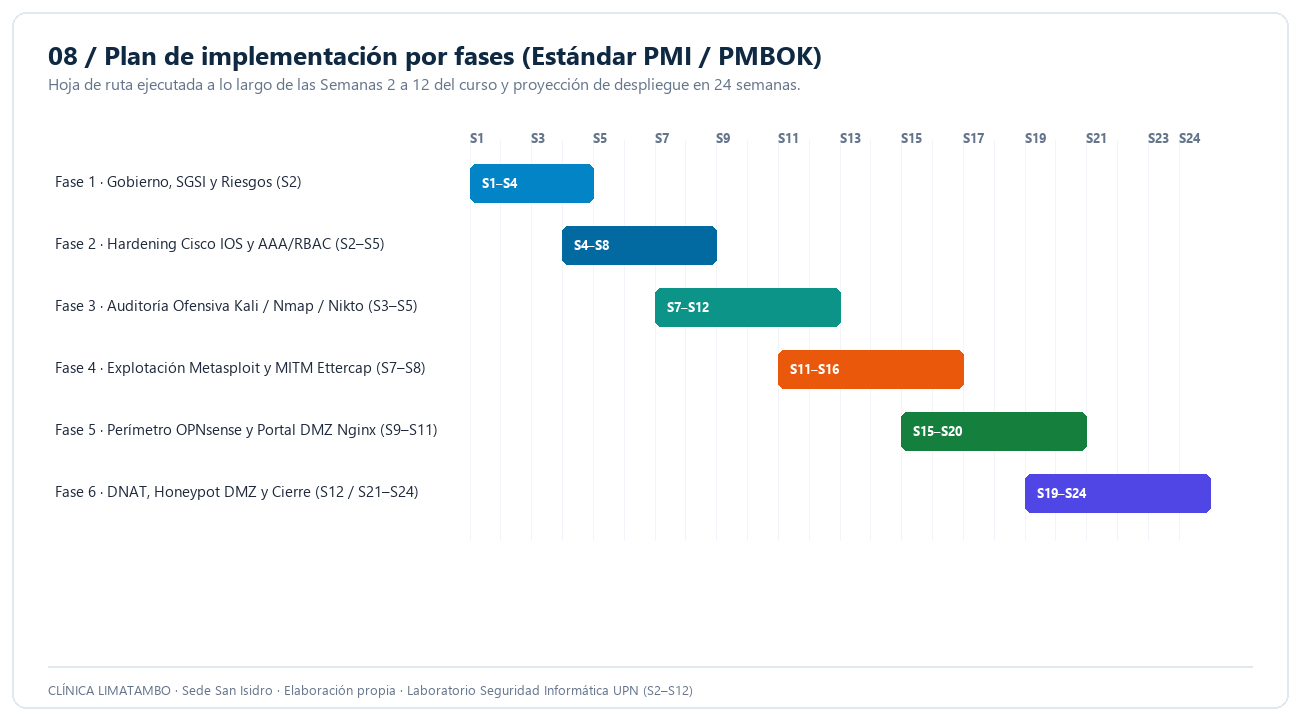 08 / Plan de implementación por fases (Estándar PMI / PMBOK)
Hoja de ruta ejecutada a lo largo de las Semanas 2 a 12 del curso y proyección de despliegue en 24 semanas.
S1 S3 S5 S7 S9 S11 S13 S15 S17 S19 S21 S23 S24
Fase 1 · Gobierno, SGSI y Riesgos (S2) S1–S4
Fase 2 · Hardening Cisco IOS y AAA/RBAC (S2–S5) S4–S8
Fase 3 · Auditoría Ofensiva Kali / Nmap / Nikto (S3–S5) S7–S12
Fase 4 · Explotación Metasploit y MITM Ettercap (S7–S8) S11–S16
Fase 5 · Perímetro OPNsense y Portal DMZ Nginx (S9–S11) S15–S20
Fase 6 · DNAT, Honeypot DMZ y Cierre (S12 / S21–S24) S19–S24
CLÍNICA LIMATAMBO · Sede San Isidro · Elaboración propia · Laboratorio Seguridad Informática UPN (S2–S12)